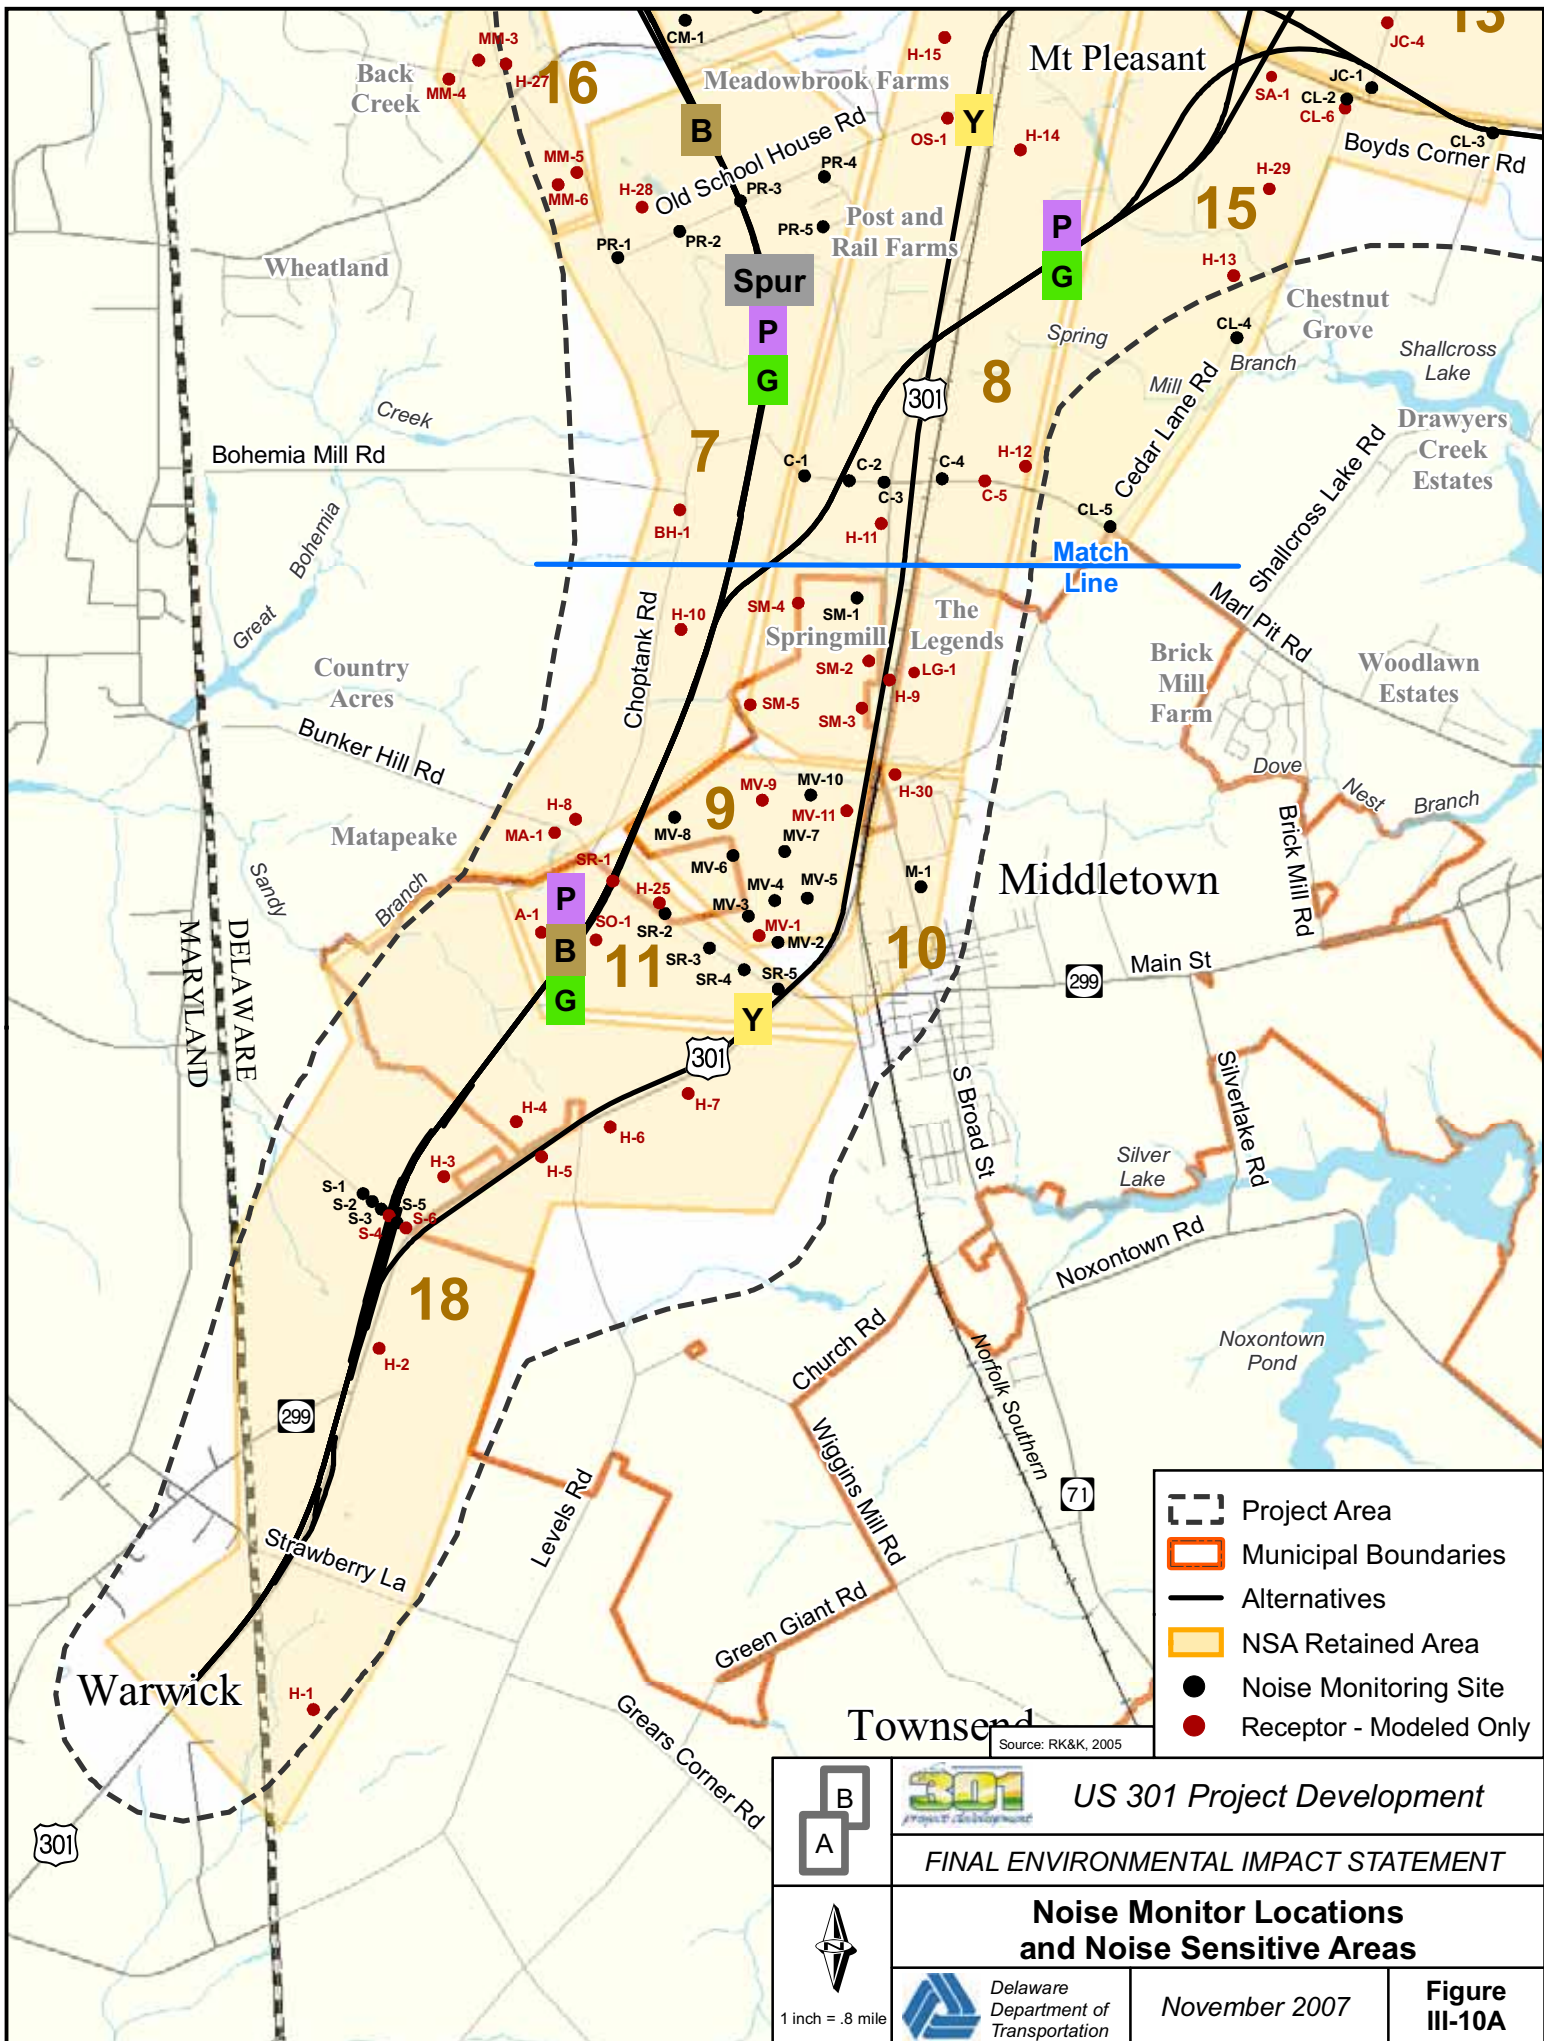 13
CM-1
MM-3
H-15
JC-4
Mt Pleasant
Back
Creek
MM-4
H-27
16
Meadowbrook Farms
SA-1
JC-1
CL-2
CL-6
B
OS-1
Y
H-14
CL-3
Boyds Corner Rd
Old School House Rd
MM-5
MM-6
H-28
PR-4
PR-3
H-29
15
Post and
Rail Farms
PR-5
P
G
PR-1
PR-2
Wheatland
Spur
P
G
H-13
Chestnut
Grove
CL-4
Spring
Mill
Branch
Shallcross
Lake
301
8
Cedar Lane Rd
Drawyers
Creek
Estates
Creek
7
Bohemia Mill Rd
C-1
C-2
C-3
C-4
C-5
H-12
Shallcross Lake Rd
BH-1
H-11
CL-5
Bohemia
Great
Match
Line
Marl Pit Rd
H-10
Choptank Rd
SM-4
SM-1
Springmill
The
Legends
SM-2
LG-1
H-9
SM-5
SM-3
Country
Acres
Brick
Mill
Farm
Woodlawn
Estates
Bunker Hill Rd
Dove
Nest
Branch
MV-9
MV-10
H-30
9
MV-11
MV-8
H-8
MA-1
Matapeake
MV-7
MV-6
Brick Mill Rd
SR-1
P
B
G
H-25
MV-4
MV-5
M-1
Middletown
Sandy
Branch
MV-3
A-1
SO-1
SR-2
MV-1
MV-2
11
SR-3
SR-4
SR-5
10
Main St
299
MARYLAND
DELAWARE
Y
301
H-7
S Broad St
Silverlake Rd
H-4
H-6
H-5
H-3
Silver
Lake
S-1
S-2
S-3
S-4
S-5
S-6
Noxontown Rd
18
H-2
Church Rd
Norfolk Southern
Noxontown
Pond
299
Wiggins Mill Rd
71
Levels Rd
Strawberry La
Green Giant Rd
Warwick
H-1
Grears Corner Rd
Townsend
301
Project Area
Municipal Boundaries
Alternatives
NSA Retained Area
Noise Monitoring Site
Receptor - Modeled Only
Source: RK&K, 2005
B
A
301
project development
US 301 Project Development
FINAL ENVIRONMENTAL IMPACT STATEMENT
N
1 inch = .8 mile
Noise Monitor Locations
and Noise Sensitive Areas
Delaware
Department of
Transportation
November 2007
Figure
III-10A